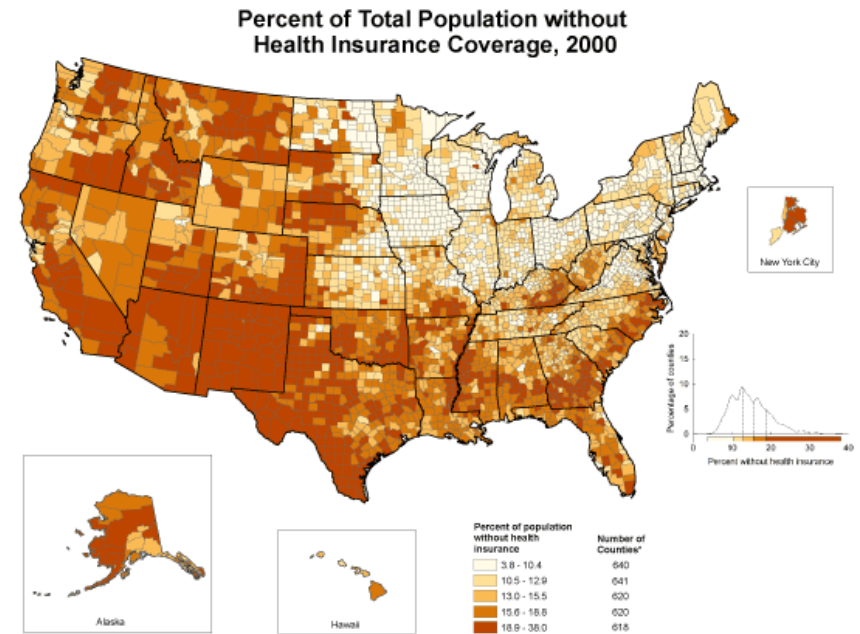 Percent of Total Population without
Health Insurance Coverage, 2000
New York City
20
15
10
5
0
Percentage of counties
0 10 20 30 40
Percent without health insurance
Percent of population
without health
insurance
Number of
Counties*
3.8 - 10.4 640
10.5 - 12.9 641
13.0 - 15.5 620
15.6 - 18.8 620
18.9 - 38.0 618
Alaska
Hawaii